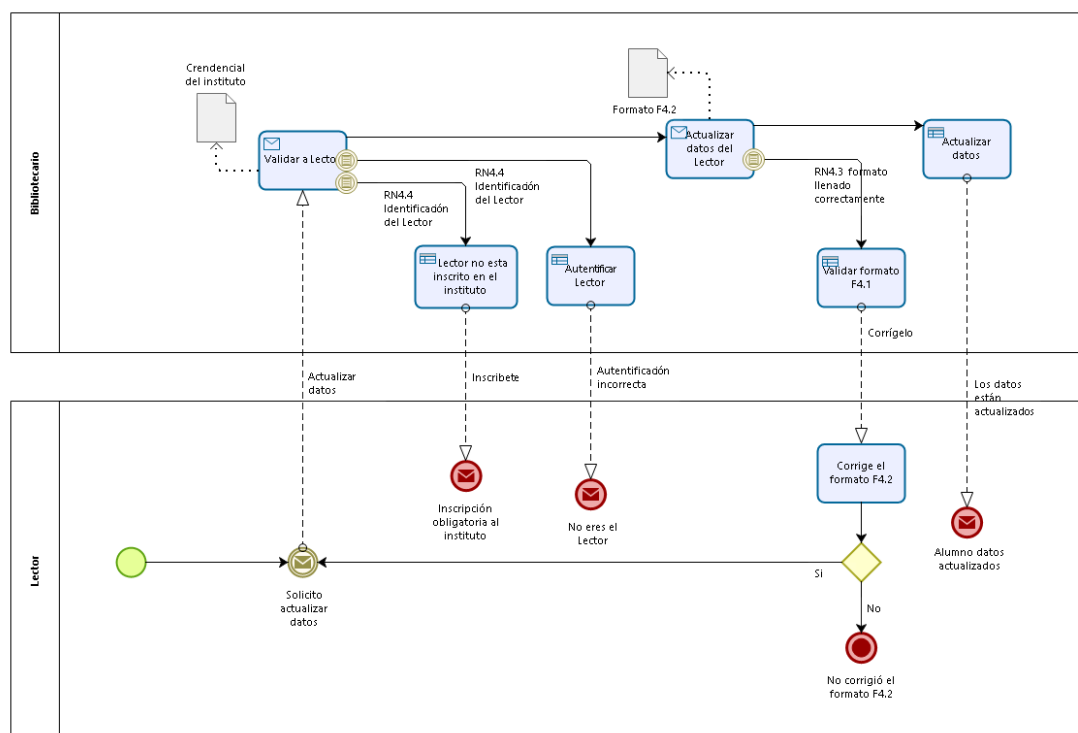 Bibliotecario
Crendencial
del instituto
Validar a Lector
RN4.4
Identificación
del Lector
RN4.4
Identificación
del Lector
Lector no esta
inscrito en el
instituto
Autentificar
Lector
Formato F4.2
Actualizar
datos del
Lector
RN4.3 formato
llenado
correctamente
Validar formato
F4.1
Actualizar
datos
Actualizar
datos
Inscribete
Autentificación
incorrecta
Corrígelo
Los datos
están
actualizados
Lector
Solicito
actualizar
datos
Inscripción
obligatoria al
instituto
No eres el
Lector
Corrige el
formato F4.2
Si
No
No corrigió el
formato F4.2
Alumno datos
actualizados